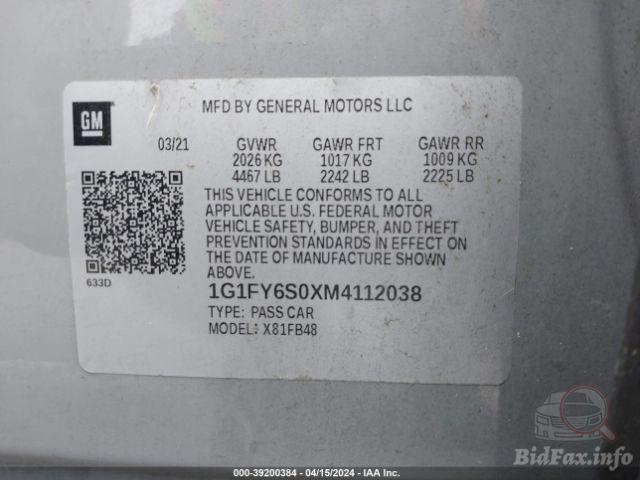 GM
MFD BY GENERAL MOTORS LLC
03/21 GVWR GAWR FRT GAWR RR
2026 KG 1017 KG 1009 KG
4467 LB 2242 LB 2225 LB
THIS VEHICLE CONFORMS TO ALL
APPLICABLE U.S. FEDERAL MOTOR
VEHICLE SAFETY, BUMPER, AND THEFT
PREVENTION STANDARDS IN EFFECT ON
THE DATE OF MANUFACTURE SHOWN
ABOVE.
633D
1G1FY6S0XM4112038
TYPE: PASS CAR
MODEL: X81FB48
BidFax.info
000-39200384 - 04/15/2024 - IAA Inc.